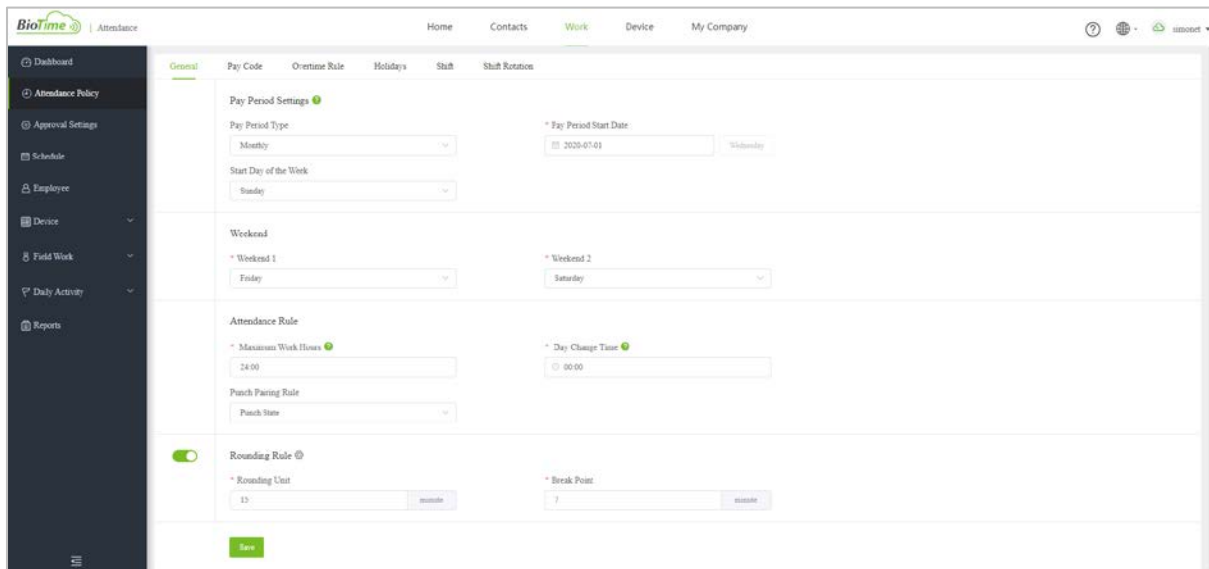 BioTime | Attendance
Home Contacts Work Device My Company
simonet
Dashboard
Attendance Policy
Approval Settings
Schedule
Employee
Device
Field Work
Daily Activity
Reports
General Pay Code Overtime Rule Holidays Shift Shift Rotation
Pay Period Settings
Pay Period Type * Pay Period Start Date
Monthly 2020-07-01 Wednesday
Start Day of the Week
Sunday
Weekend
* Weekend 1 * Weekend 2
Friday Saturday
Attendance Rule
* Maximum Work Hours * Day Change Time
24:00 00:00
Punch Pairing Rule
Punch State
Rounding Rule
* Rounding Unit * Break Point
15 minute 7 minute
Save